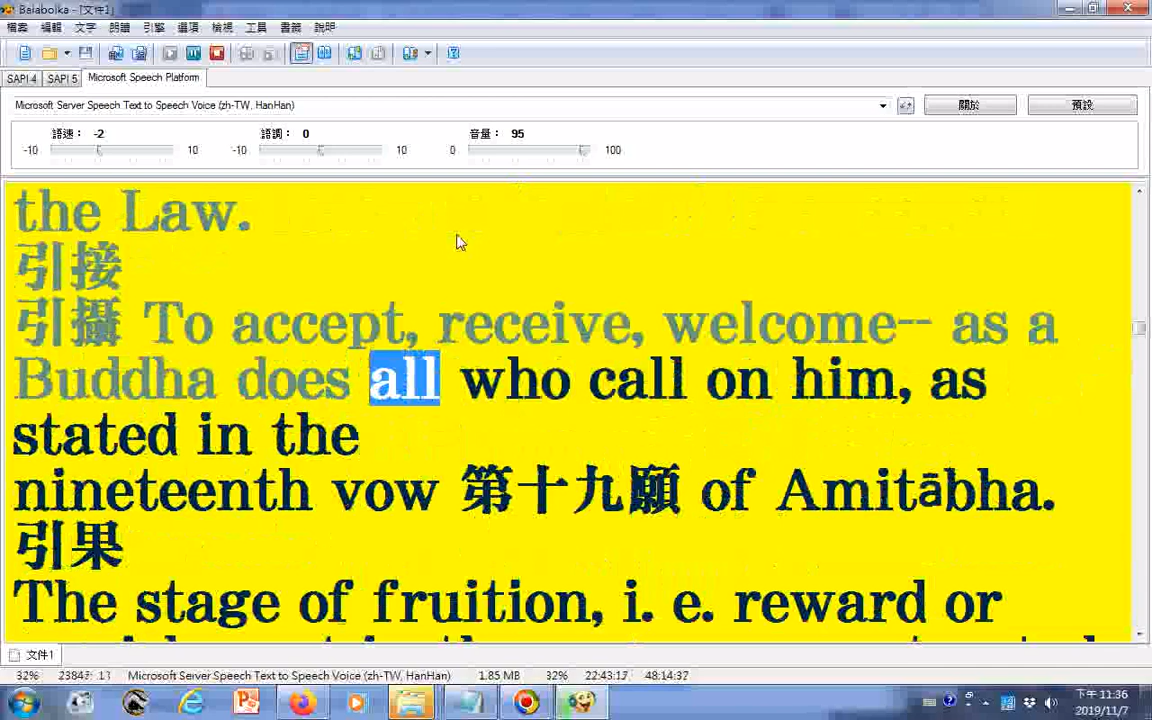 Balabolka - [文件1]
檔案 編輯 文字 朗讀 引擎 選項 檢視 工具 書籤 說明
SAPI 4 SAPI 5 Microsoft Speech Platform
Microsoft Server Speech Text to Speech Voice (zh-TW, HanHan) 關於 預設
語速： -2 語調： 0 音量： 95
-10 10 -10 10 0 100
the Law.
引接
引攝 To accept, receive, welcome-- as a
Buddha does all who call on him, as
stated in the
nineteenth vow 第十九願 of Amitābha.
引果
The stage of fruition, i. e. reward or
文件1
32% Microsoft Server Speech Text to Speech Voice (zh-TW, HanHan) 1.85 MB 32% 22:43:17 48:14:37
下午 11:36
2019/11/7